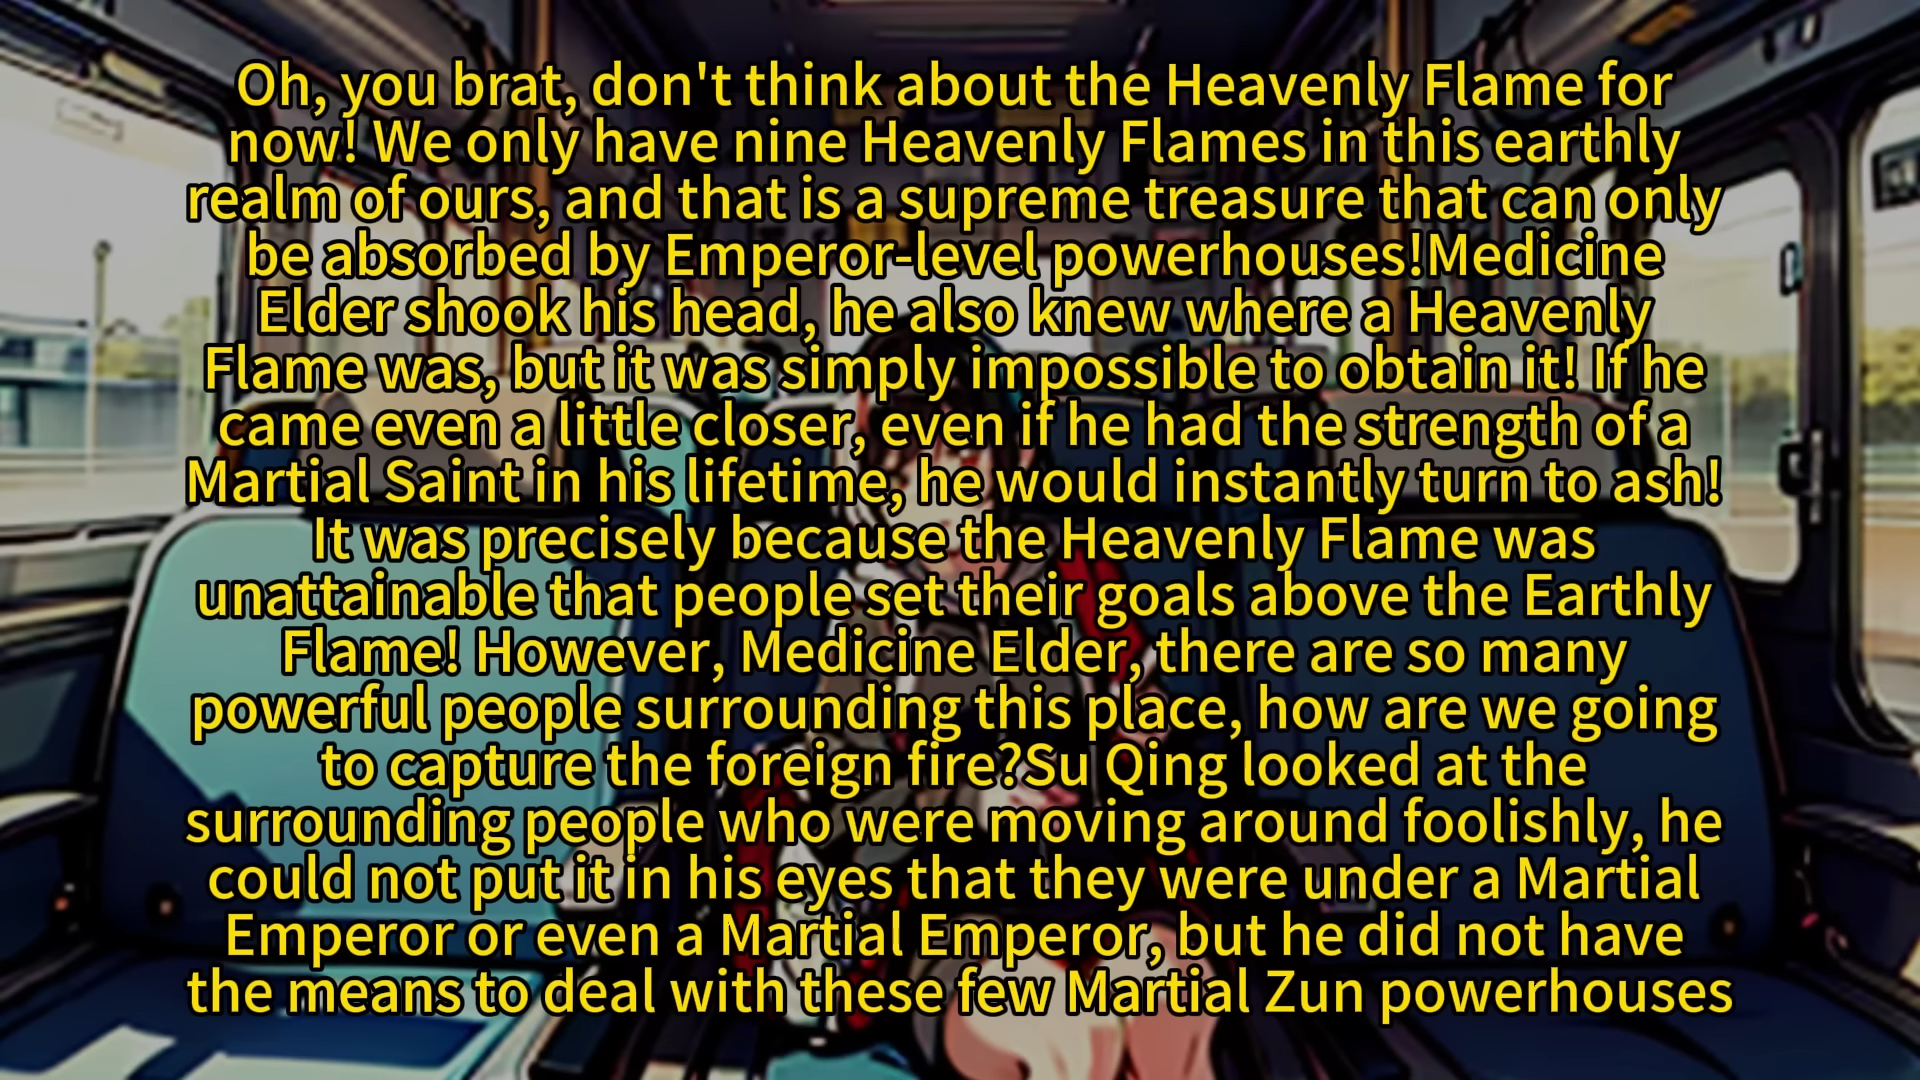 Oh, you brat, don't think about the Heavenly Flame for
now! We only have nine Heavenly Flames in this earthly
realm of ours, and that is a supreme treasure that can only
be absorbed by Emperor-level powerhouses!Medicine
Elder shook his head, he also knew where a Heavenly
Flame was, but it was simply impossible to obtain it! If he
came even a little closer, even if he had the strength of a
Martial Saint in his lifetime, he would instantly turn to ash!
It was precisely because the Heavenly Flame was
unattainable that people set their goals above the Earthly
Flame! However, Medicine Elder, there are so many
powerful people surrounding this place, how are we going
to capture the foreign fire?Su Qing looked at the
surrounding people who were moving around foolishly, he
could not put it in his eyes that they were under a Martial
Emperor or even a Martial Emperor, but he did not have
the means to deal with these few Martial Zun powerhouses